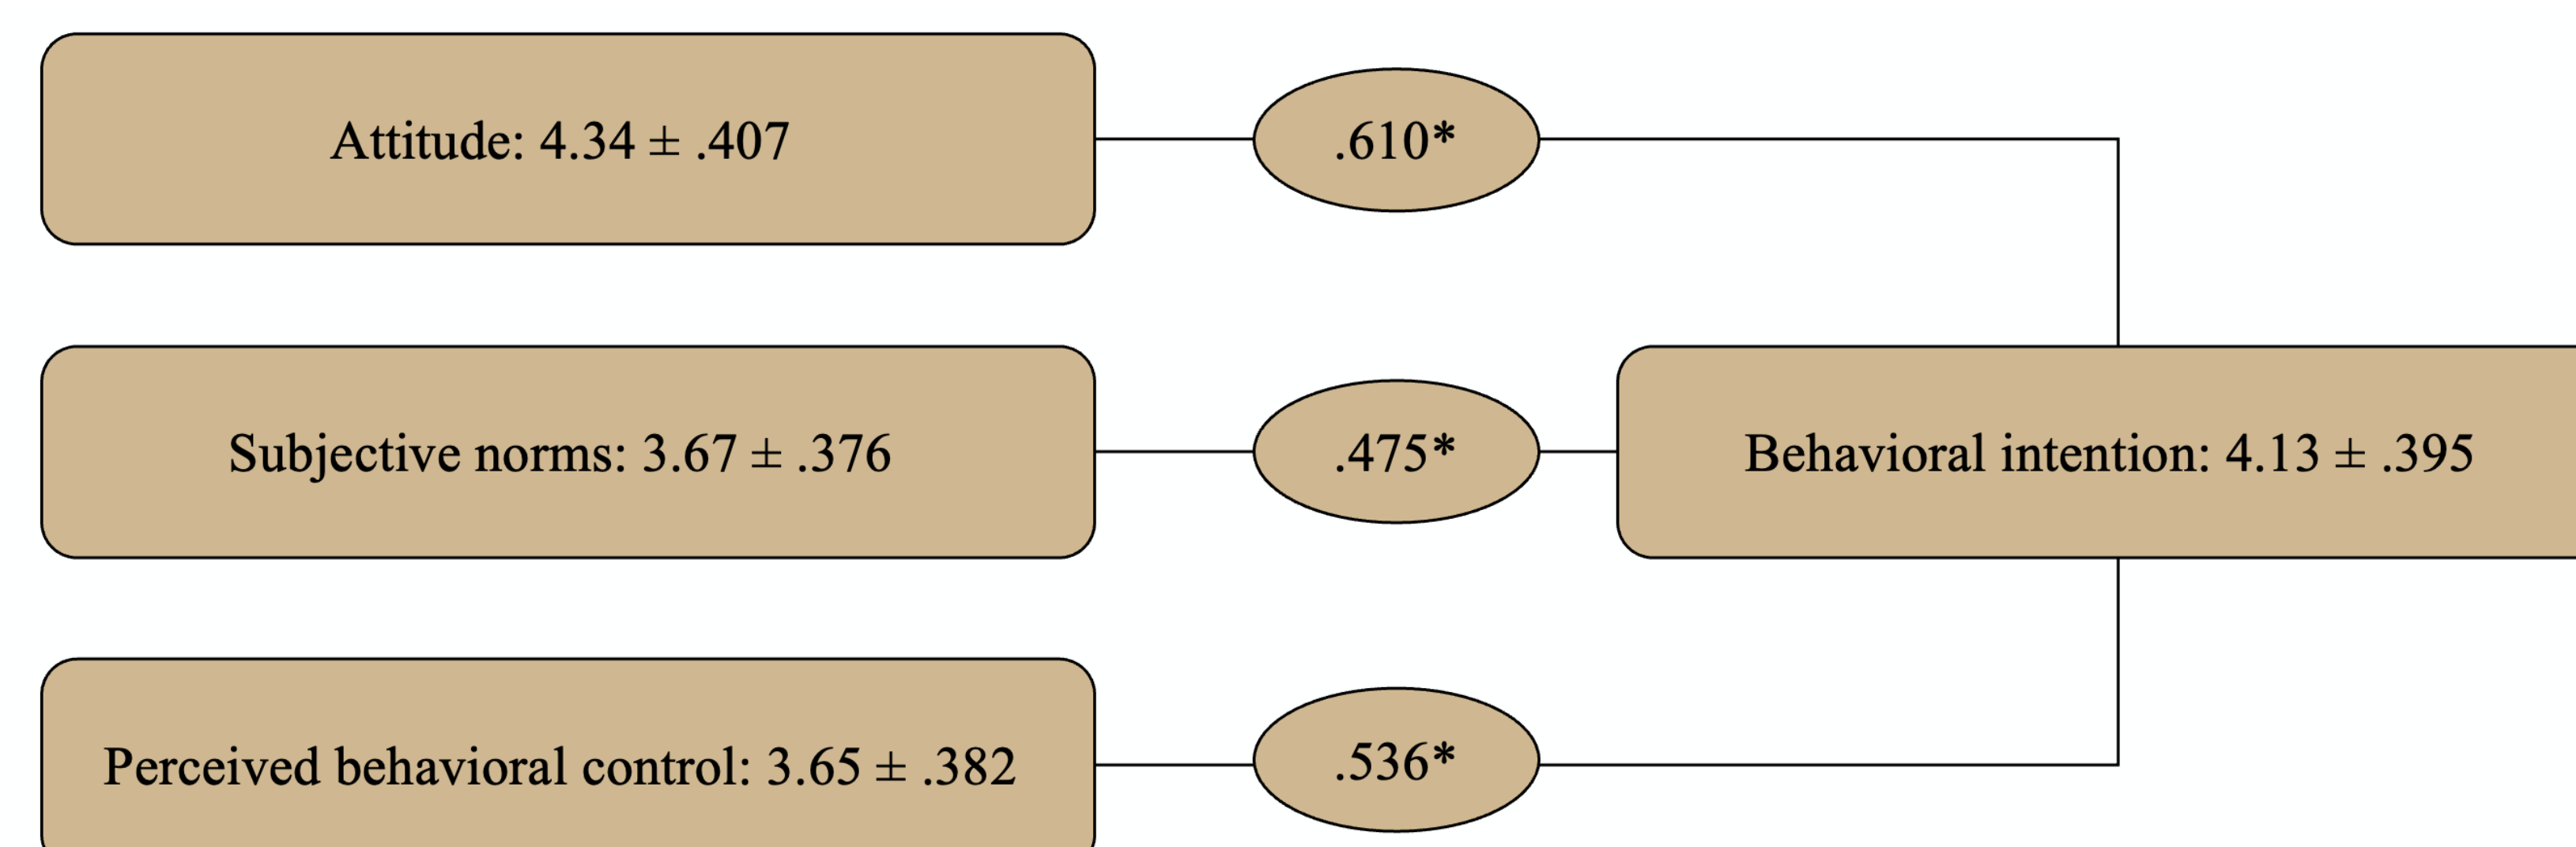 Attitude: 4.34 ± .407
.610*
Subjective norms: 3.67 ± .376
.475*
Behavioral intention: 4.13 ± .395
Perceived behavioral control: 3.65 ± .382
.536*